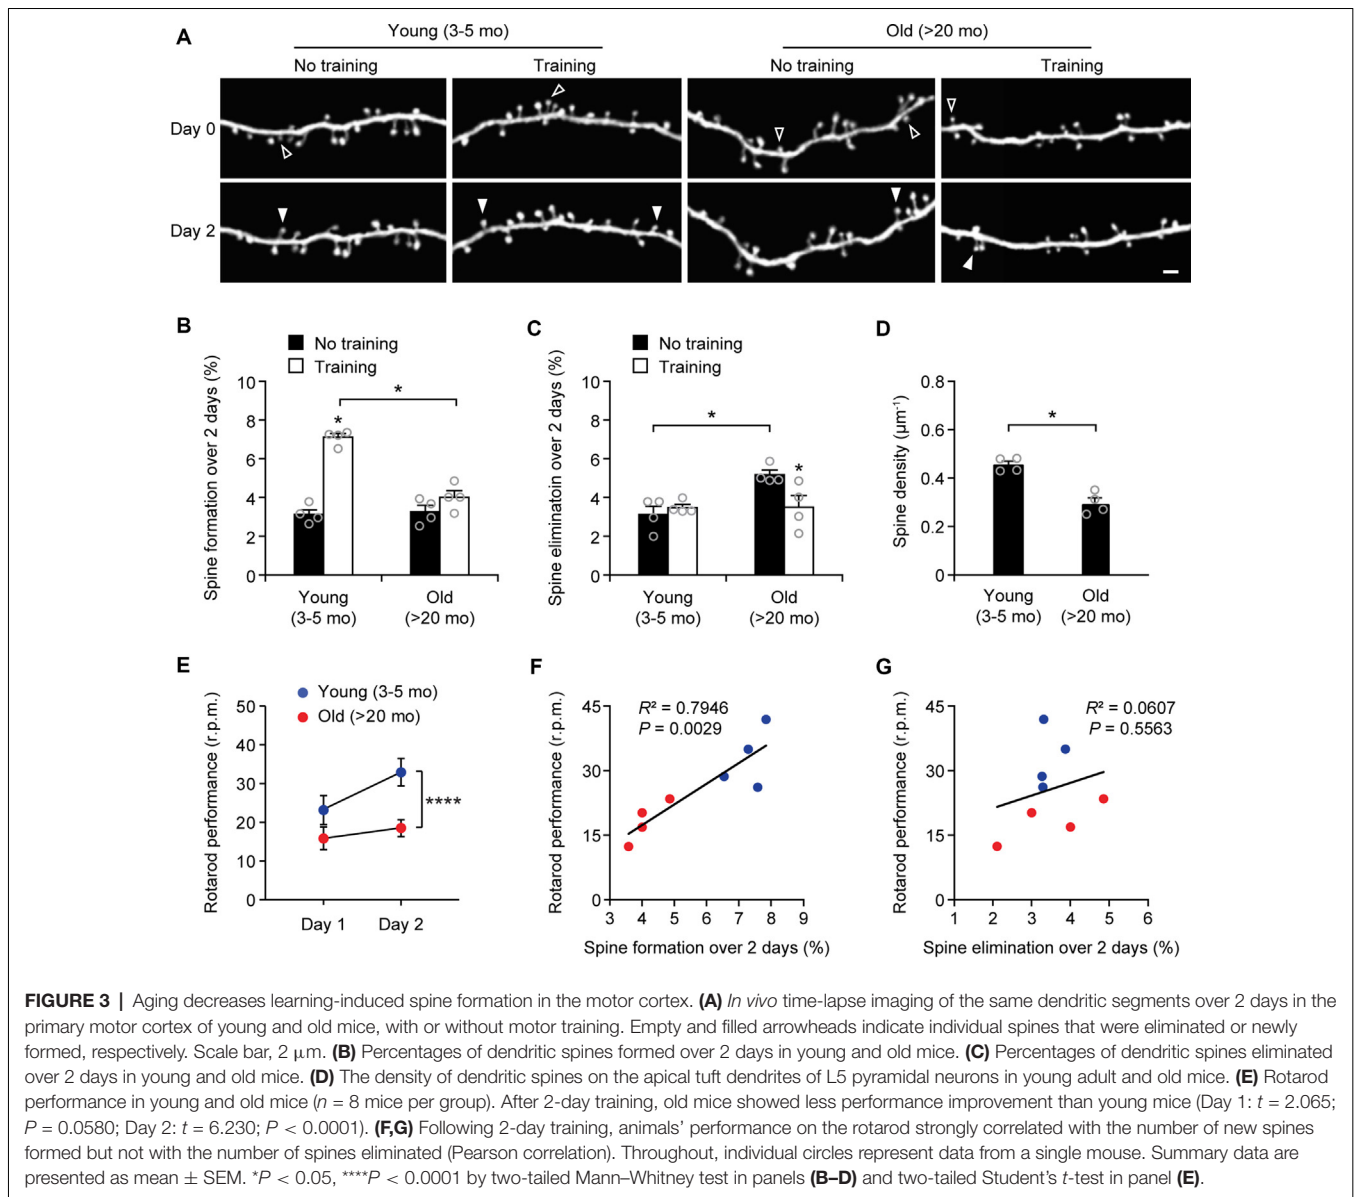 A
Young (3-5 mo)
Old (>20 mo)
No training
Training
No training
Training
Day 0
Day 2
B
No training
Training
Spine formation over 2 days (%)
10
8
6
4
2
0
*
*
Young
(3-5 mo)
Old
(>20 mo)
C
No training
Training
Spine eliminatoin over 2 days (%)
10
8
6
4
2
0
*
*
Young
(3-5 mo)
Old
(>20 mo)
D
Spine density (µm⁻¹)
0.8
0.6
0.4
0.2
0
*
Young
(3-5 mo)
Old
(>20 mo)
E
Young (3-5 mo)
Old (>20 mo)
Rotarod performance (r.p.m.)
50
40
30
20
10
0
****
Day 1
Day 2
F
R² = 0.7946
P = 0.0029
Rotarod performance (r.p.m.)
45
30
15
0
3 4 5 6 7 8 9
Spine formation over 2 days (%)
G
R² = 0.0607
P = 0.5563
Rotarod performance (r.p.m.)
45
30
15
0
1 2 3 4 5 6
Spine elimination over 2 days (%)
FIGURE 3 | Aging decreases learning-induced spine formation in the motor cortex. (A) In vivo time-lapse imaging of the same dendritic segments over 2 days in the
primary motor cortex of young and old mice, with or without motor training. Empty and filled arrowheads indicate individual spines that were eliminated or newly
formed, respectively. Scale bar, 2 µm. (B) Percentages of dendritic spines formed over 2 days in young and old mice. (C) Percentages of dendritic spines eliminated
over 2 days in young and old mice. (D) The density of dendritic spines on the apical tuft dendrites of L5 pyramidal neurons in young adult and old mice. (E) Rotarod
performance in young and old mice (n = 8 mice per group). After 2-day training, old mice showed less performance improvement than young mice (Day 1: t = 2.065;
P = 0.0580; Day 2: t = 6.230; P < 0.0001). (F,G) Following 2-day training, animals’ performance on the rotarod strongly correlated with the number of new spines
formed but not with the number of spines eliminated (Pearson correlation). Throughout, individual circles represent data from a single mouse. Summary data are
presented as mean ± SEM. *P < 0.05, ****P < 0.0001 by two-tailed Mann–Whitney test in panels (B–D) and two-tailed Student’s t-test in panel (E).